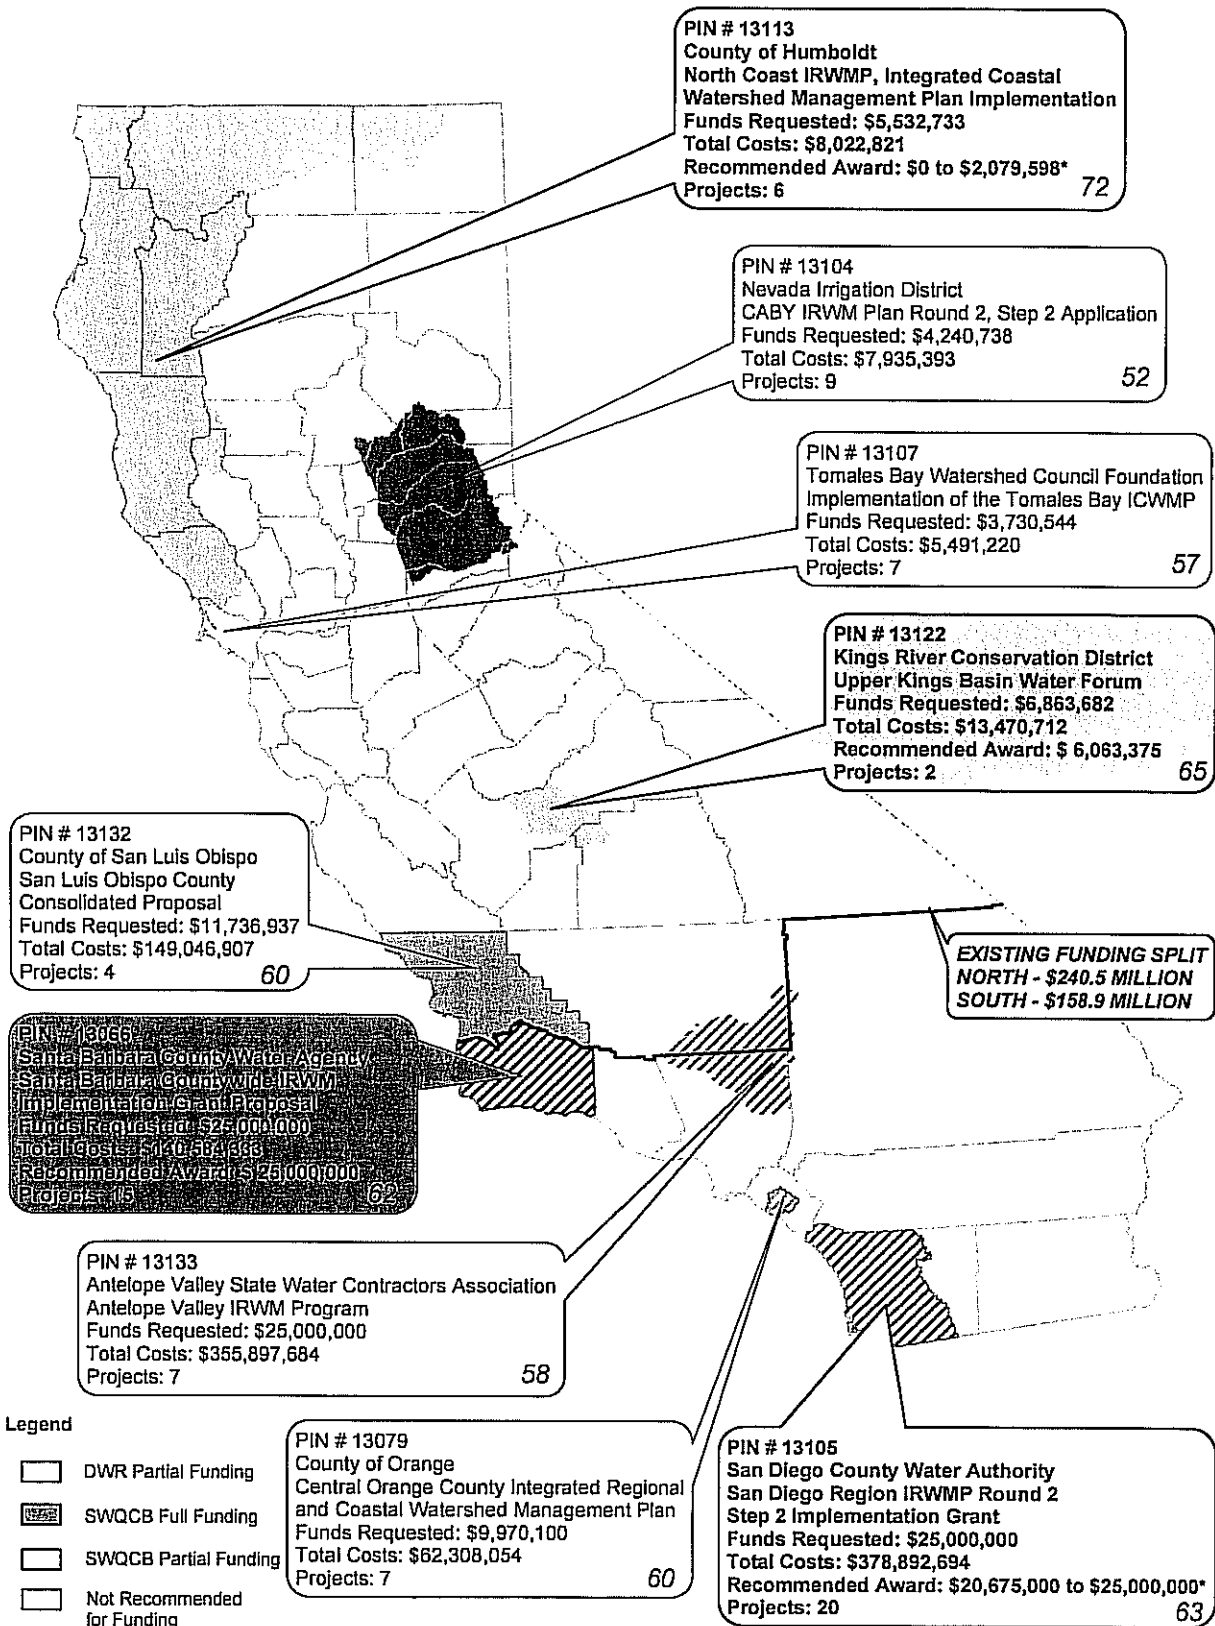 PIN # 13113
County of Humboldt
North Coast IRWMP, Integrated Coastal
Watershed Management Plan Implementation
Funds Requested: $5,532,733
Total Costs: $8,022,821
Recommended Award: $0 to $2,079,598*
Projects: 6
72
PIN # 13104
Nevada Irrigation District
CABY IRWM Plan Round 2, Step 2 Application
Funds Requested: $4,240,738
Total Costs: $7,935,393
Projects: 9
52
PIN # 13107
Tomales Bay Watershed Council Foundation
Implementation of the Tomales Bay ICWMP
Funds Requested: $3,730,544
Total Costs: $5,491,220
Projects: 7
57
PIN # 13122
Kings River Conservation District
Upper Kings Basin Water Forum
Funds Requested: $6,863,682
Total Costs: $13,470,712
Recommended Award: $ 6,063,375
Projects: 2
65
PIN # 13132
County of San Luis Obispo
San Luis Obispo County
Consolidated Proposal
Funds Requested: $11,736,937
Total Costs: $149,046,907
Projects: 4
60
EXISTING FUNDING SPLIT
NORTH - $240.5 MILLION
SOUTH - $158.9 MILLION
PIN # 13066
Santa Barbara County Water Agency
Santa Barbara Countywide IRWM
Implementation Grant Proposal
Funds Requested: $25,000,000
Total Costs: $140,584,333
Recommended Award: $ 25,000,000*
Projects: 15
62
PIN # 13133
Antelope Valley State Water Contractors Association
Antelope Valley IRWM Program
Funds Requested: $25,000,000
Total Costs: $355,897,684
Projects: 7
58
Legend
DWR Partial Funding
SWQCB Full Funding
SWQCB Partial Funding
Not Recommended
for Funding
PIN # 13079
County of Orange
Central Orange County Integrated Regional
and Coastal Watershed Management Plan
Funds Requested: $9,970,100
Total Costs: $62,308,054
Projects: 7
60
PIN # 13105
San Diego County Water Authority
San Diego Region IRWMP Round 2
Step 2 Implementation Grant
Funds Requested: $25,000,000
Total Costs: $378,892,694
Recommended Award: $20,675,000 to $25,000,000*
Projects: 20
63